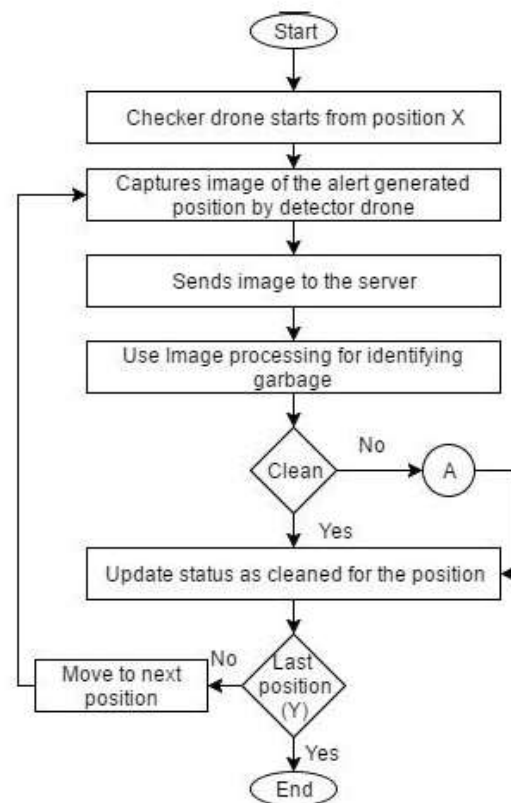 Start
Checker drone starts from position X
Captures image of the alert generated
position by detector drone
Sends image to the server
Use Image processing for identifying
garbage
Clean
No
A
Yes
Update status as cleaned for the position
Last
position
(Y)
No
Move to next
position
Yes
End